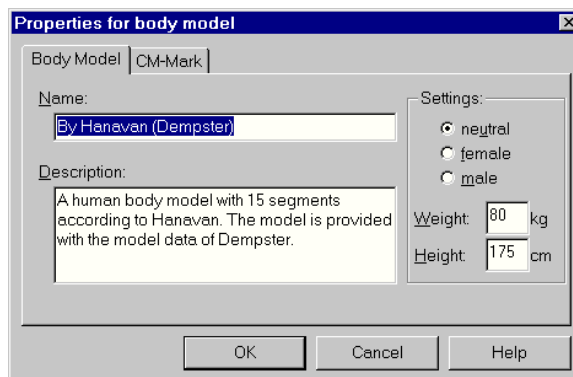 Properties for body model
Body Model
CM-Mark
Name:
By Hanavan (Dempster)
Description:
A human body model with 15 segments
according to Hanavan. The model is provided
with the model data of Dempster.
Settings:
neutral
female
male
Weight: 80 kg
Height: 175 cm
OK
Cancel
Help